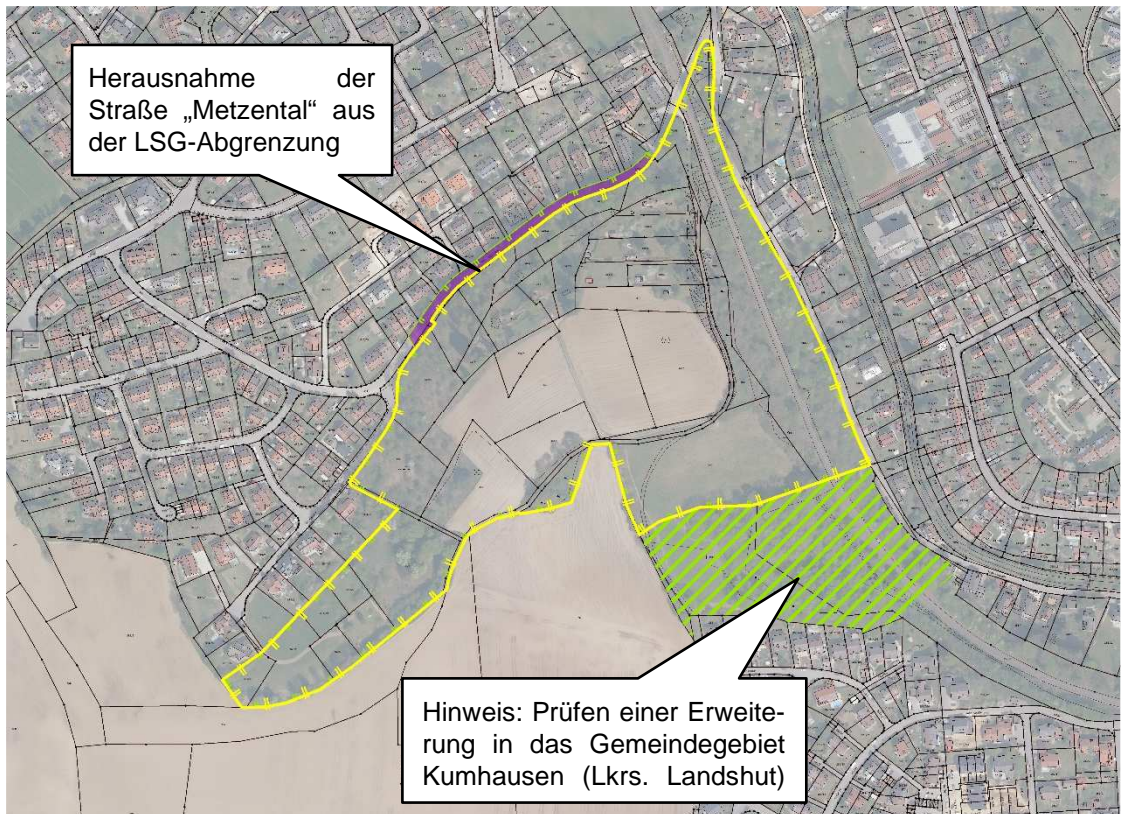 Herausnahme der
Straße „Metzental“ aus
der LSG-Abgrenzung
Hinweis: Prüfen einer Erweite-
rung in das Gemeindegebiet
Kumhausen (Lkrs. Landshut)